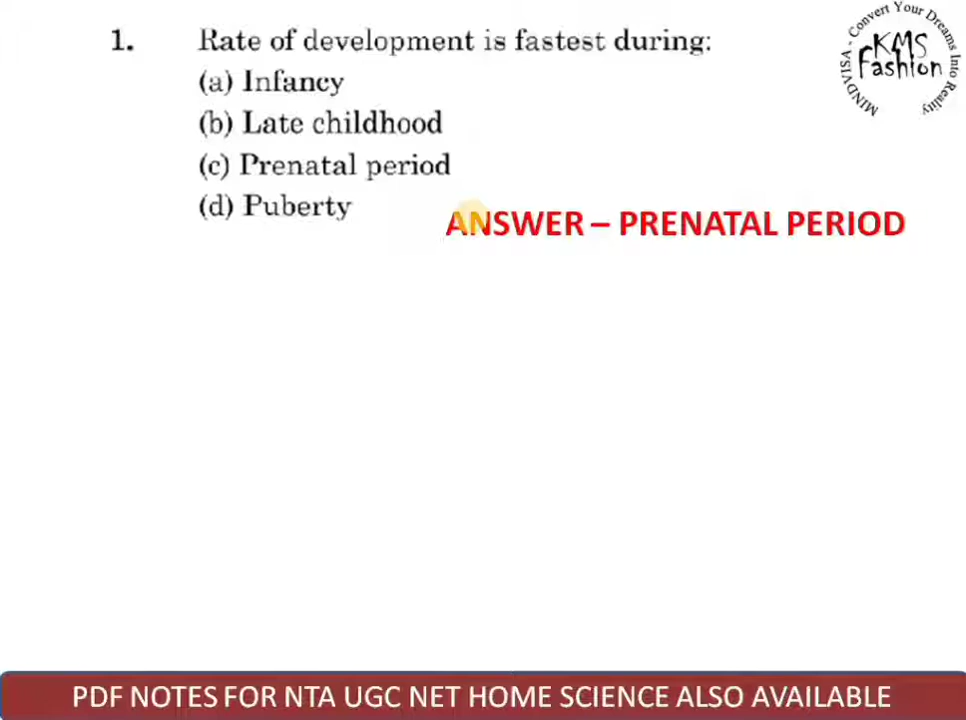 1. Rate of development is fastest during:
(a) Infancy
(b) Late childhood
(c) Prenatal period
(d) Puberty
ANSWER – PRENATAL PERIOD
MINDVISA - Convert Your Dreams Into Reality
KMS
Fashion
PDF NOTES FOR NTA UGC NET HOME SCIENCE ALSO AVAILABLE